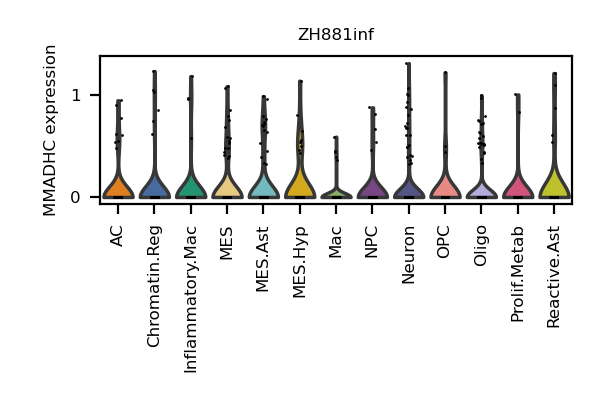 ZH881inf
MMADHC expression
1
0
AC
Chromatin.Reg
Inflammatory.Mac
MES
MES.Ast
MES.Hyp
Mac
NPC
Neuron
OPC
Oligo
Prolif.Metab
Reactive.Ast